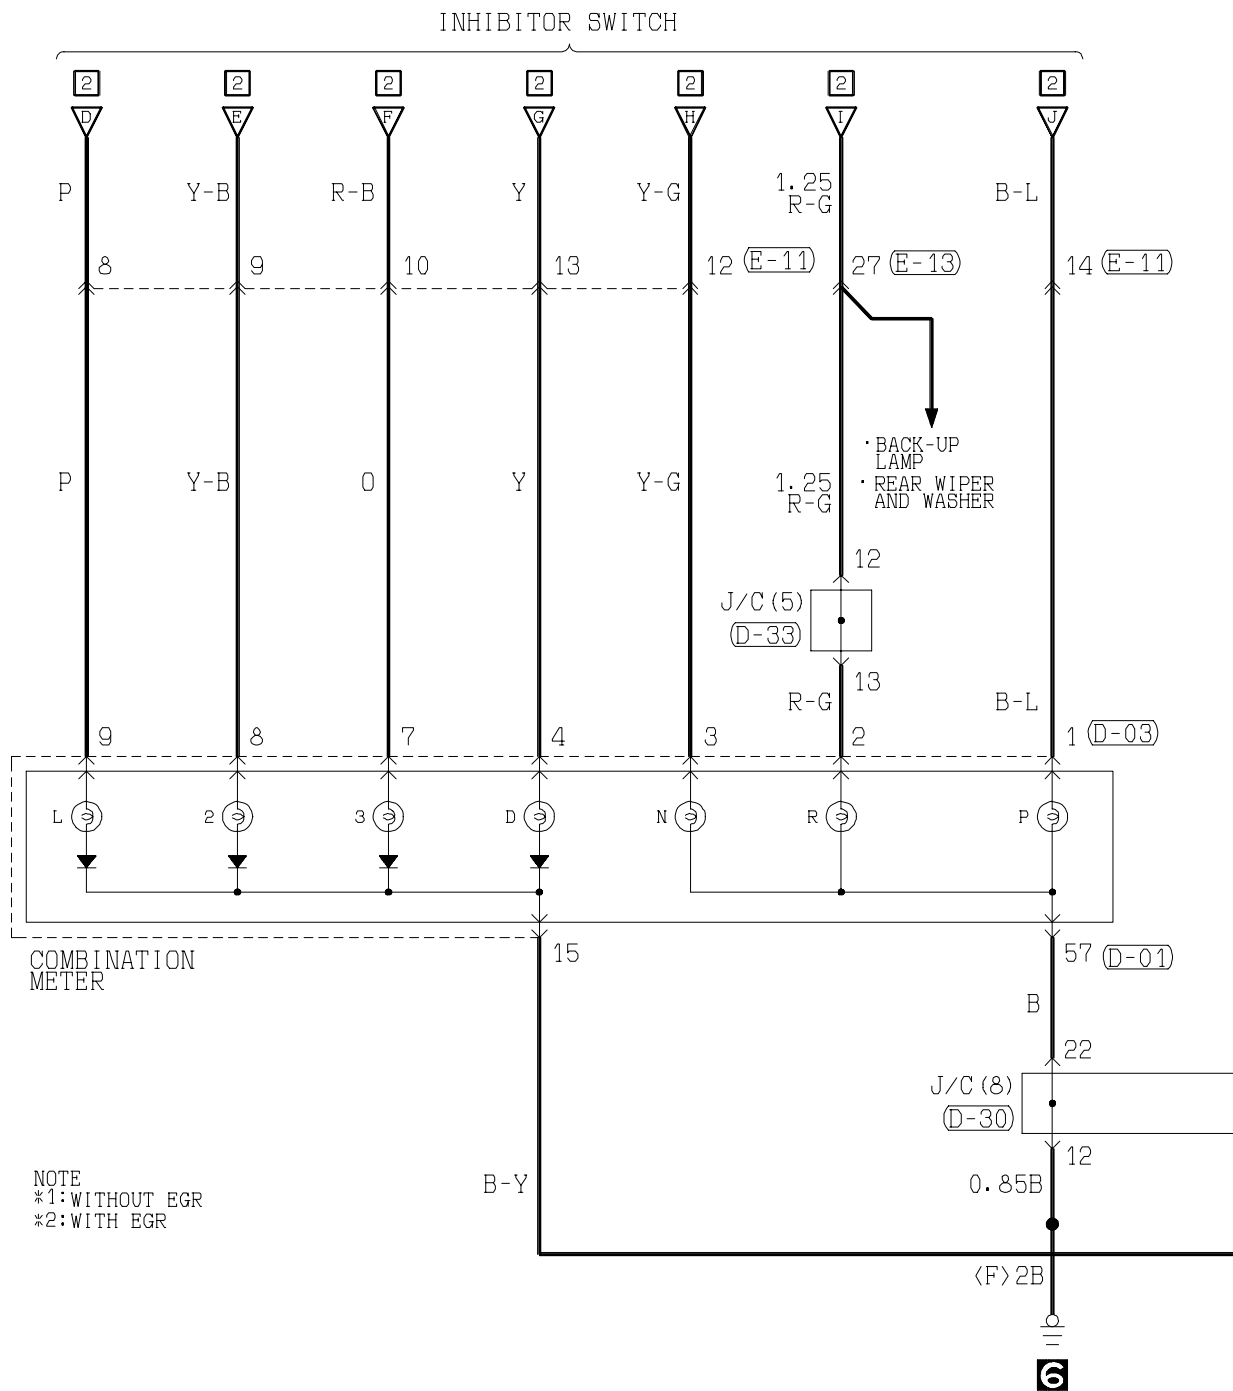 INHIBITOR SWITCH
2 2 2 2 2 2 2
D E F G H I J
P Y-B R-B Y Y-G 1.25 R-G B-L
8 9 10 13 12 E-11 27 E-13 14 E-11
・BACK-UP
LAMP
・REAR WIPER
AND WASHER
P Y-B O Y Y-G 1.25 R-G
12
J/C(5)
D-33
13
R-G B-L
9 8 7 4 3 2 1 D-03
L 2 3 D N R P
COMBINATION
METER
15 57 D-01
B
22
J/C(8)
D-30
12
NOTE
*1:WITHOUT EGR
*2:WITH EGR
B-Y 0.85B
<F>2B
6